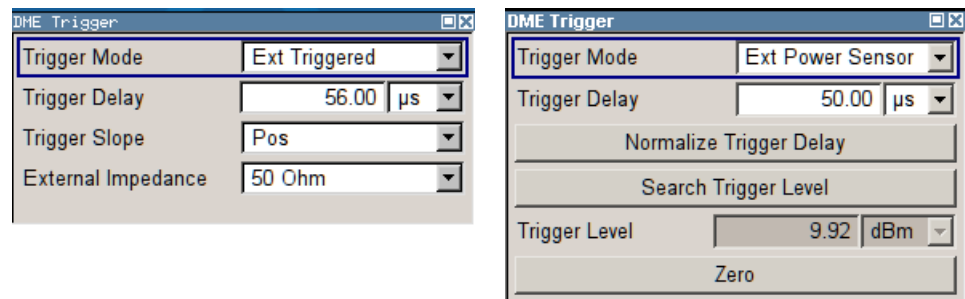 DME Trigger
Trigger Mode Ext Triggered
Trigger Delay 56.00 µs
Trigger Slope Pos
External Impedance 50 Ohm
DME Trigger
Trigger Mode Ext Power Sensor
Trigger Delay 50.00 µs
Normalize Trigger Delay
Search Trigger Level
Trigger Level 9.92 dBm
Zero